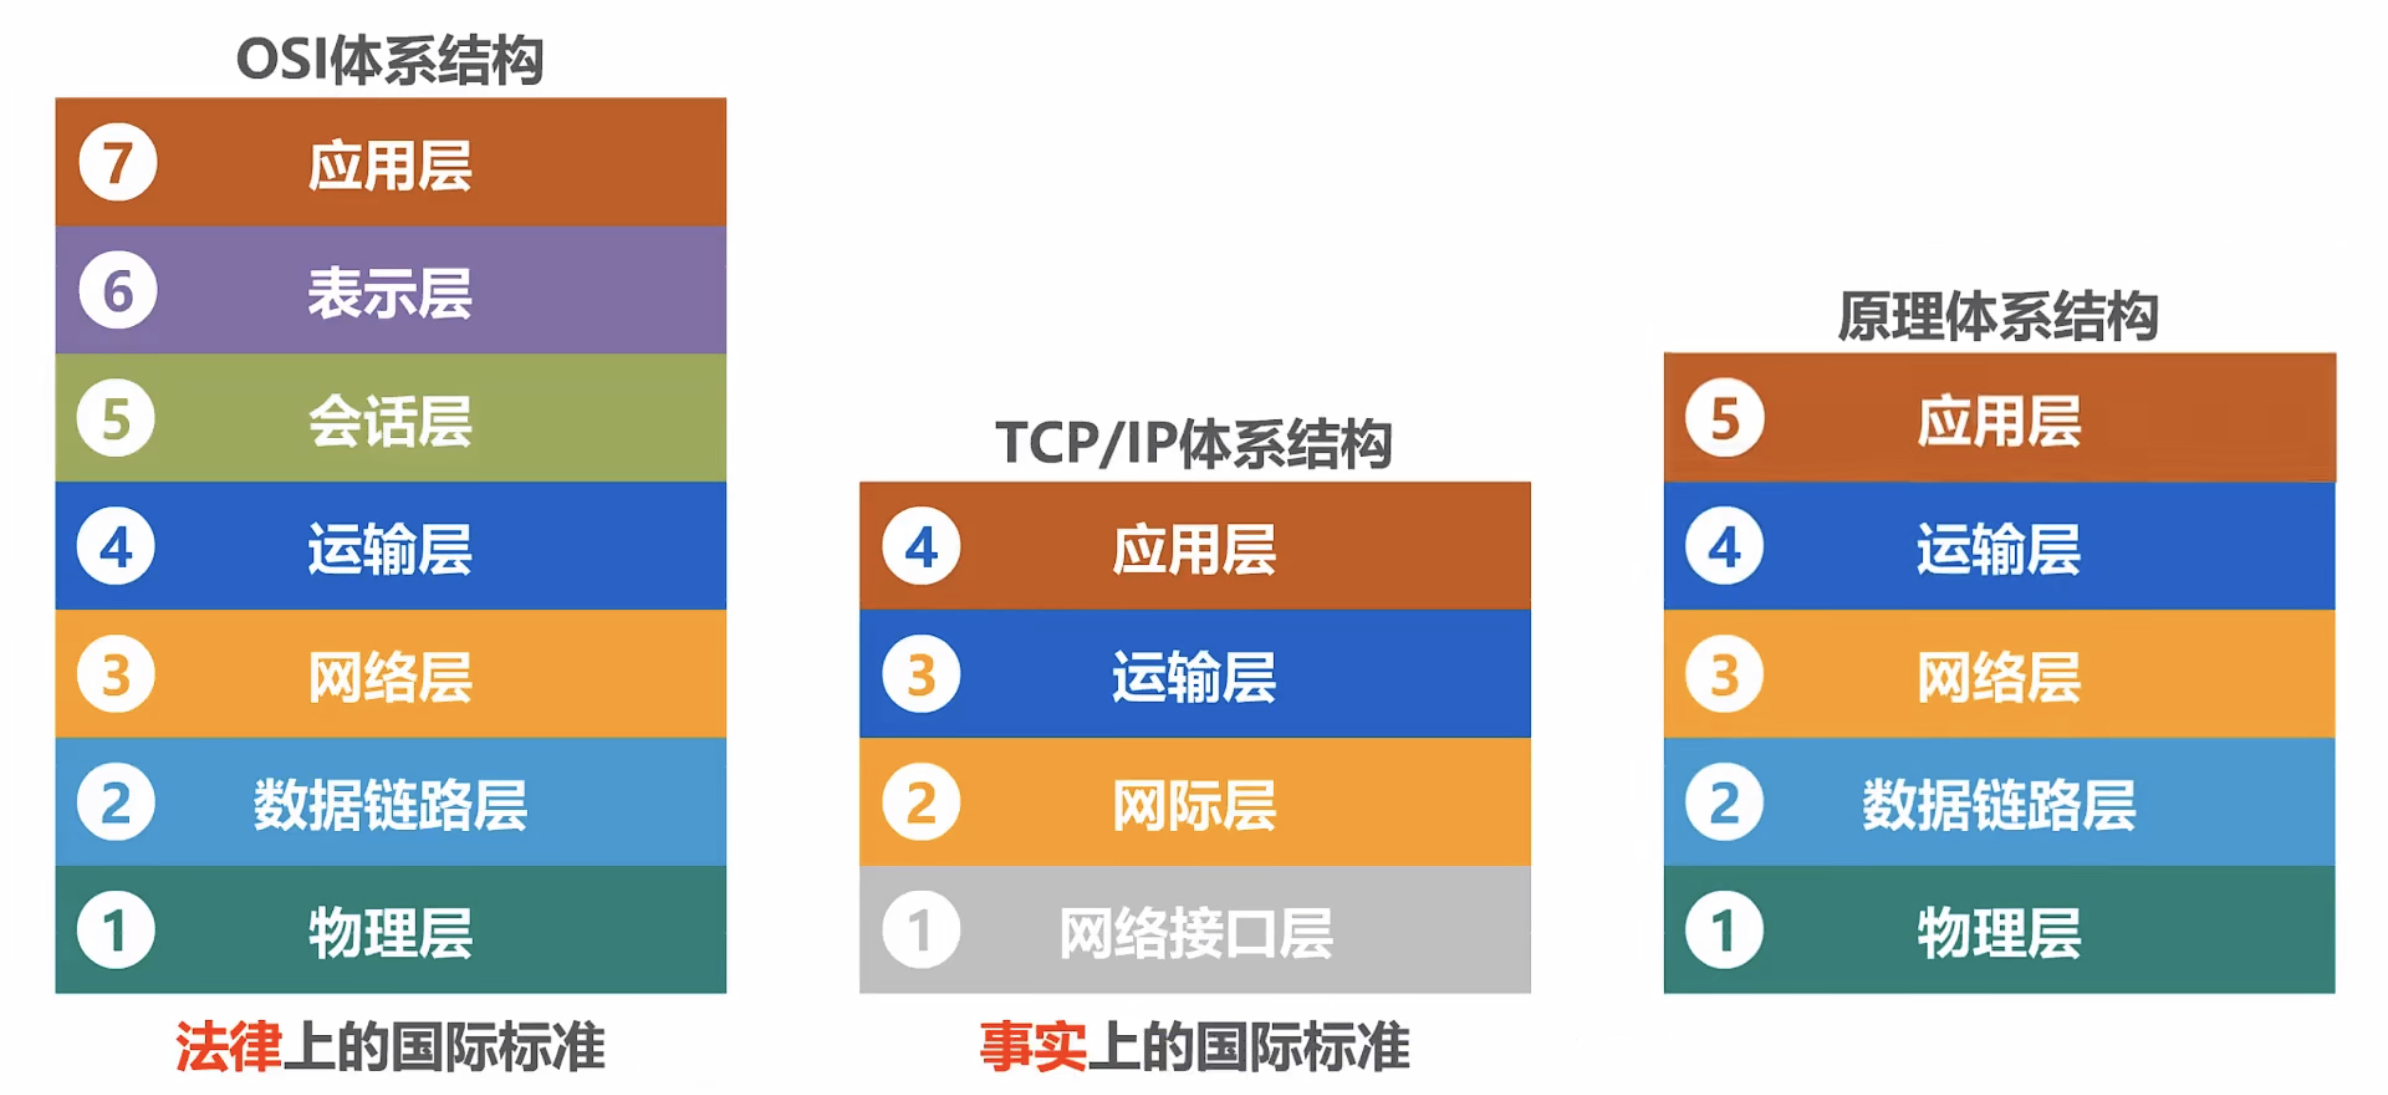 OSI体系结构
7 应用层
6 表示层
5 会话层
4 运输层
3 网络层
2 数据链路层
1 物理层
法律上的国际标准
TCP/IP体系结构
4 应用层
3 运输层
2 网际层
1 网络接口层
事实上的国际标准
原理体系结构
5 应用层
4 运输层
3 网络层
2 数据链路层
1 物理层